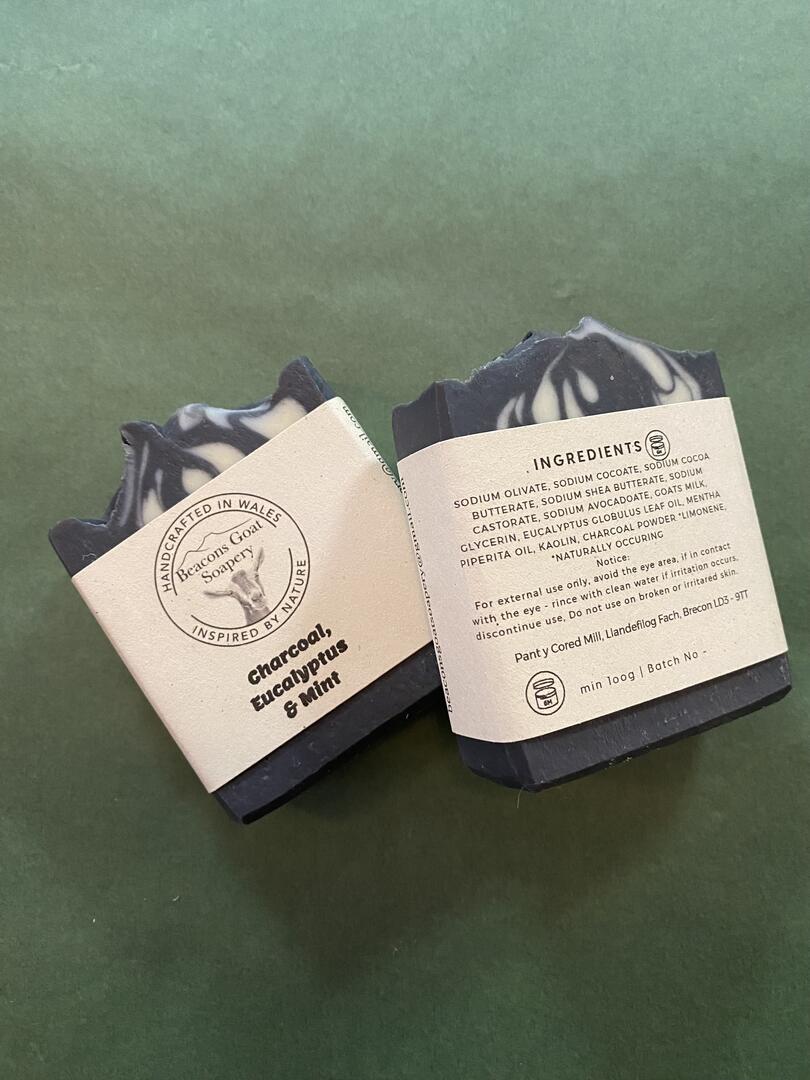 HANDCRAFTED IN WALES
Beacons Goat
Soapery
INSPIRED BY NATURE
Charcoal,
Eucalyptus
& Mint
@gmail.com
. INGREDIENTS
SODIUM OLIVATE, SODIUM COCOATE, SODIUM COCOA
BUTTERATE, SODIUM SHEA BUTTERATE, SODIUM
CASTORATE, SODIUM AVOCADOATE, GOATS MILK,
GLYCERIN, EUCALYPTUS GLOBULUS LEAF OIL, MENTHA
PIPERITA OIL, KAOLIN, CHARCOAL POWDER *LIMONENE,
*NATURALLY OCCURING
Notice:
For external use only, avoid the eye area, if in contact
with the eye - rince with clean water if irritation occurs,
discontinue use, Do not use on broken or irritared skin.
Pant y Cored Mill, Llandefilog Fach, Brecon LD3 - 9TT
min 100g | Batch No -